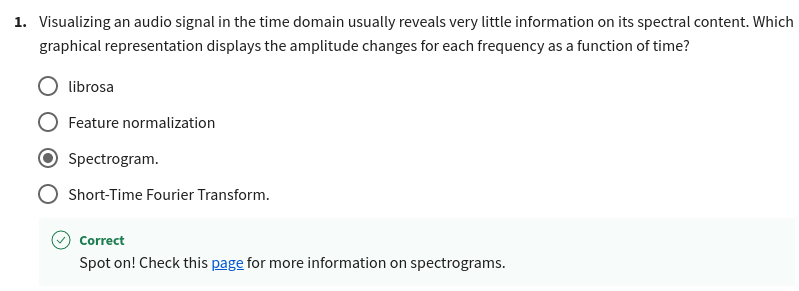 1. Visualizing an audio signal in the time domain usually reveals very little information on its spectral content. Which
graphical representation displays the amplitude changes for each frequency as a function of time?
librosa
Feature normalization
Spectrogram.
Short-Time Fourier Transform.
Correct
Spot on! Check this page for more information on spectrograms.